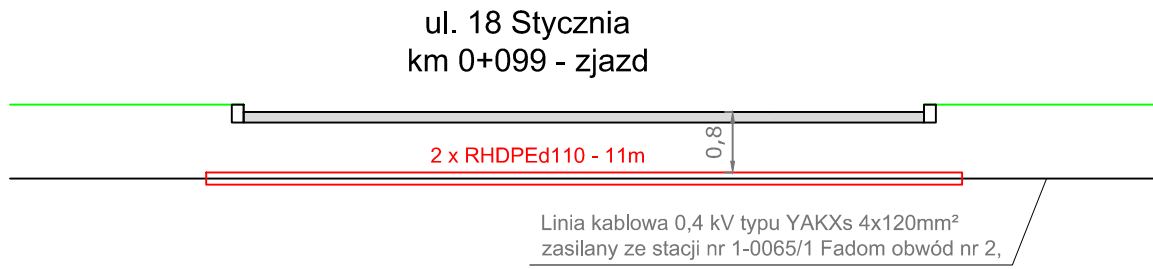 ul. 18 Stycznia
km 0+099 - zjazd
0,8
2 x RHDPEd110 - 11m
Linia kablowa 0,4 kV typu YAKXs 4x120mm²
zasilany ze stacji nr 1-0065/1 Fadom obwód nr 2,